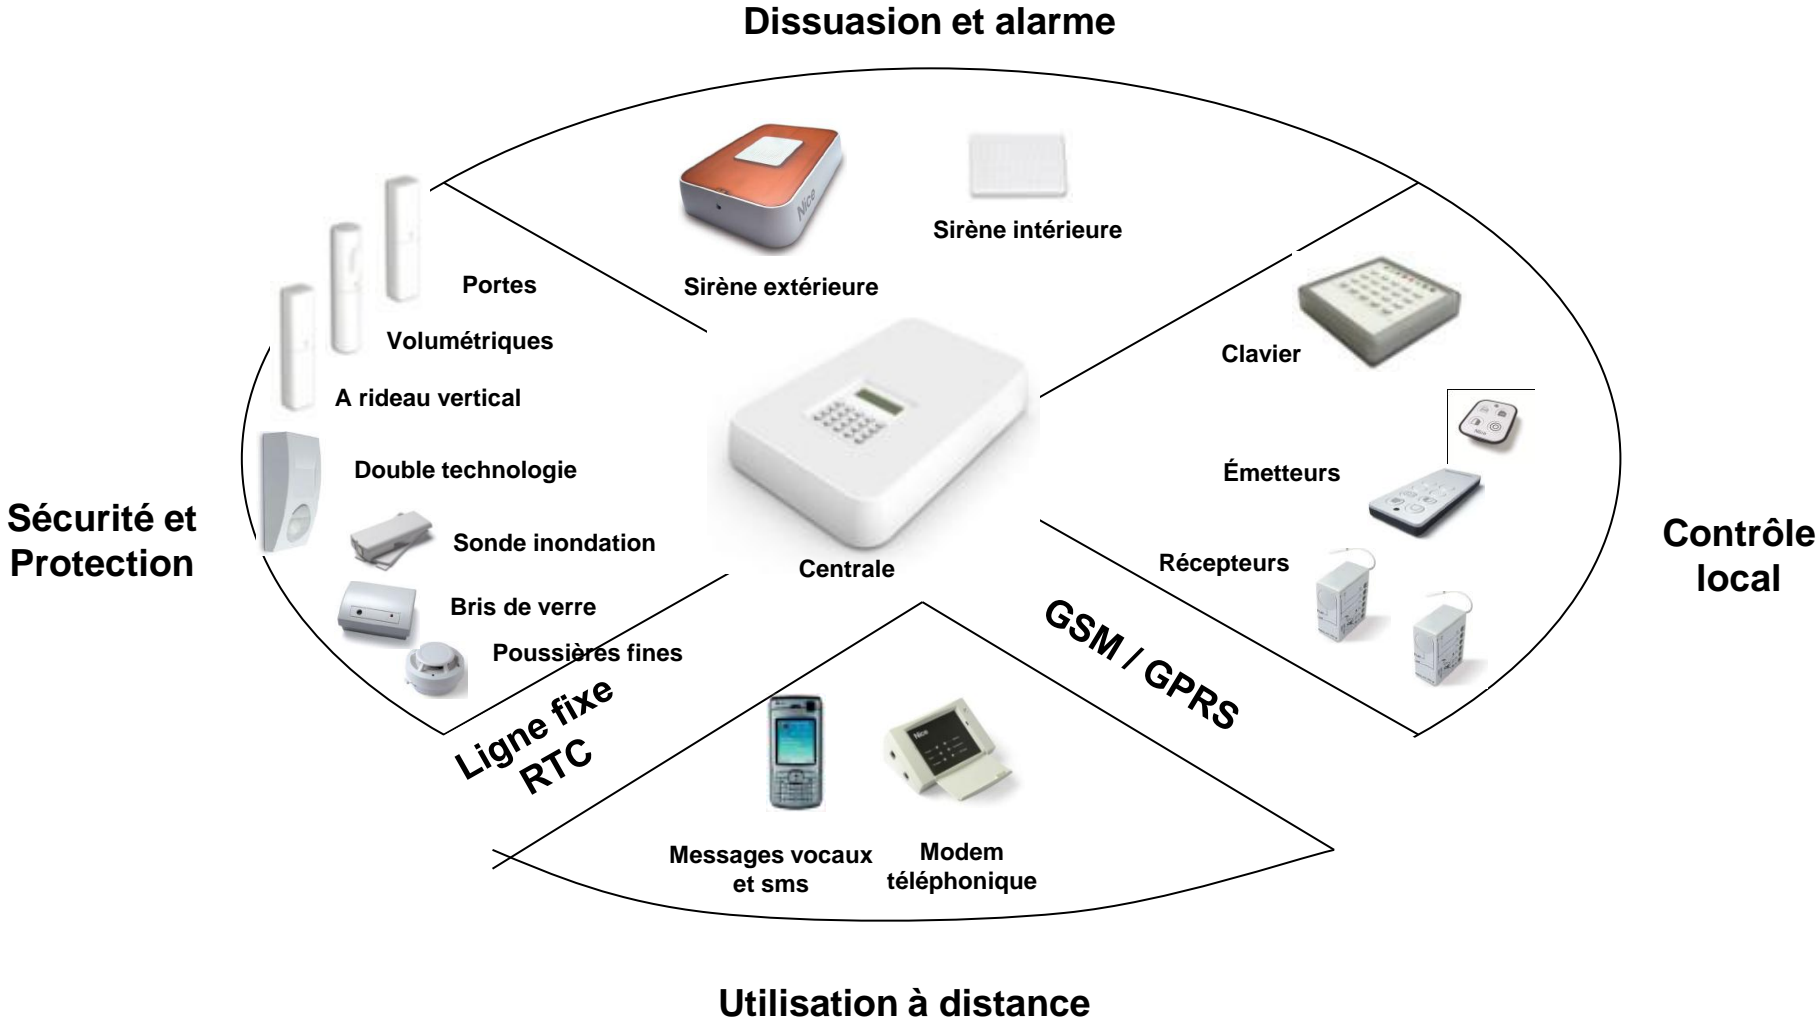 Dissuasion et alarme
Nice
Sirène intérieure
Sirène extérieure
Portes
Volumétriques
A rideau vertical
Double technologie
Sonde inondation
Bris de verre
Poussières fines
Sécurité et
Protection
Centrale
Clavier
Émetteurs
Récepteurs
Contrôle
local
Ligne fixe
RTC
GSM / GPRS
Nice
Messages vocaux
et sms
Modem
téléphonique
Utilisation à distance